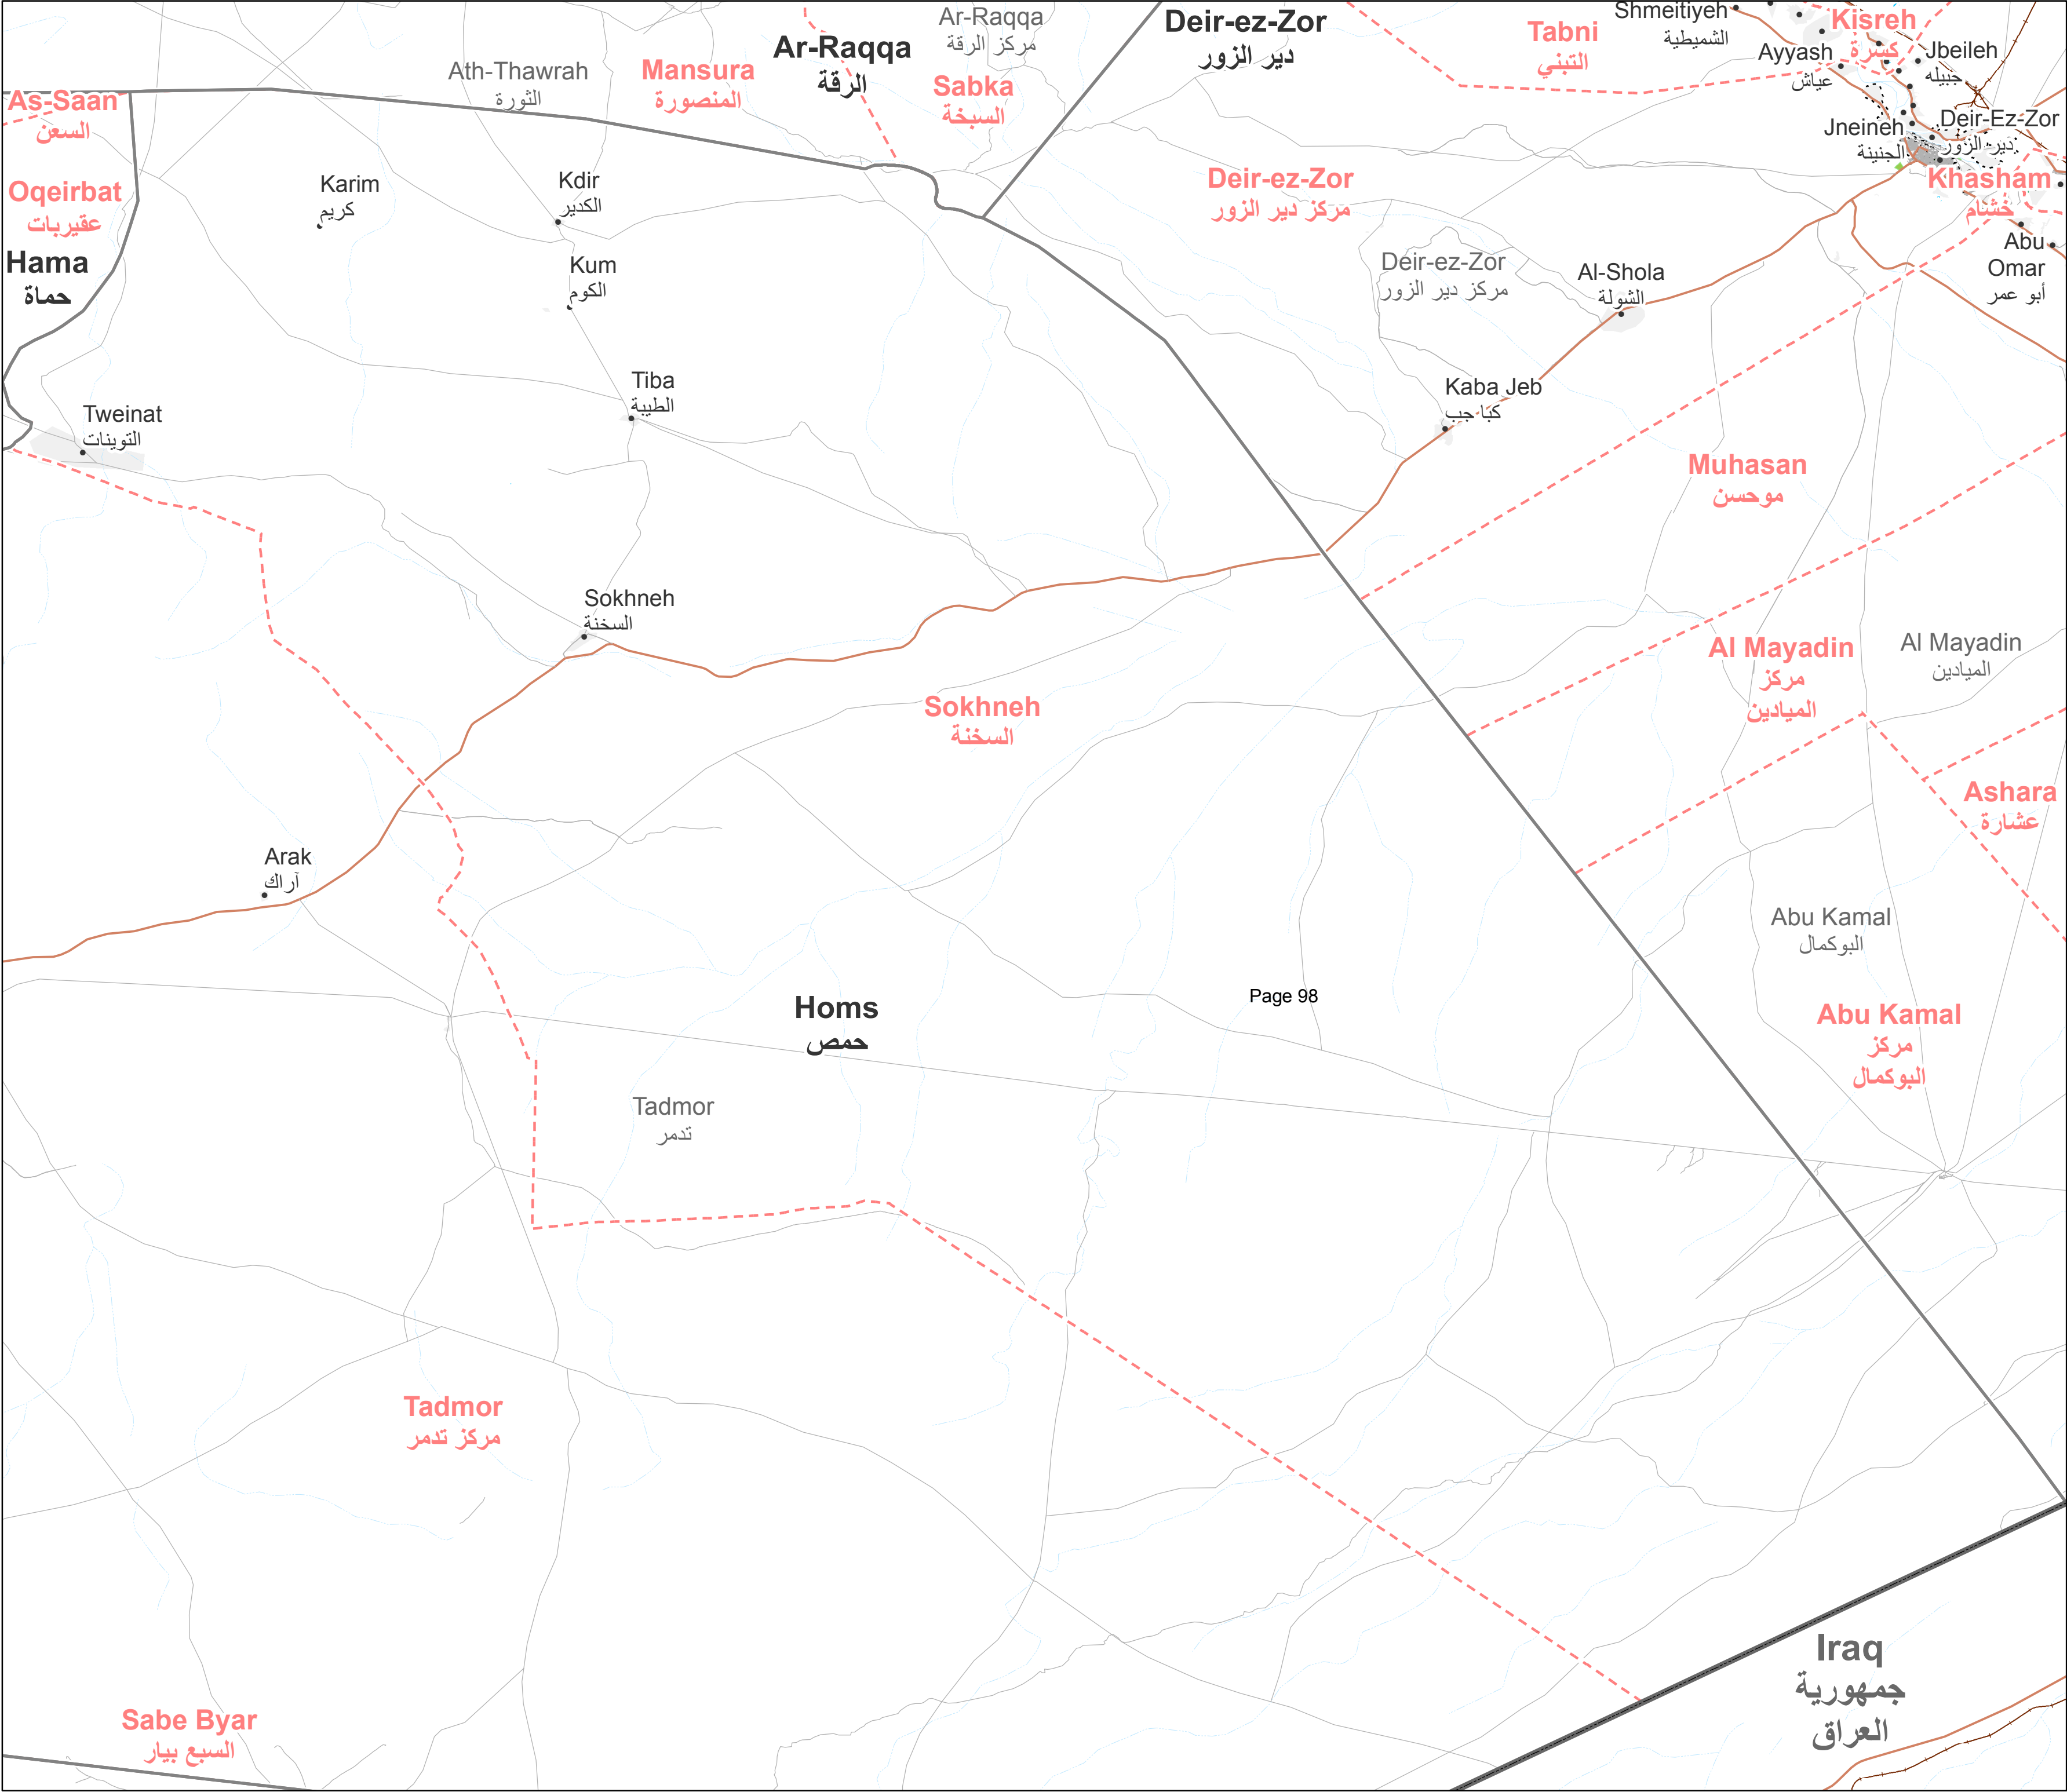 Ar-Raqqa
مركز الرقة
Deir-ez-Zor
دير الزور
Shmeitiyeh
الشميطية
Kisreh
كسرة
Tabni
التبني
Ayyash
عياش
Jbeileh
جبيله
Ar-Raqqa
الرقة
Ath-Thawrah
الثورة
Mansura
المنصورة
Sabka
السبخة
As-Saan
السعن
Jneineh
الجنينة
Deir-Ez-Zor
دير الزور
Oqeirbat
عقيربات
Karim
كريم
Kdir
الكدير
Deir-ez-Zor
مركز دير الزور
Khasham
خشام
Hama
حماة
Kum
الكوم
Deir-ez-Zor
مركز دير الزور
Al-Shola
الشولة
Abu
Omar
أبو عمر
Tiba
الطيبة
Kaba Jeb
كبا جب
Tweinat
التوينات
Muhasan
موحسن
Sokhneh
السخنة
Al Mayadin
مركز
الميادين
Al Mayadin
الميادين
Sokhneh
السخنة
Ashara
عشارة
Arak
آراك
Abu Kamal
البوكمال
Page 98
Homs
حمص
Abu Kamal
مركز
البوكمال
Tadmor
تدمر
Tadmor
مركز تدمر
Iraq
جمهورية
العراق
Sabe Byar
السبع بيار